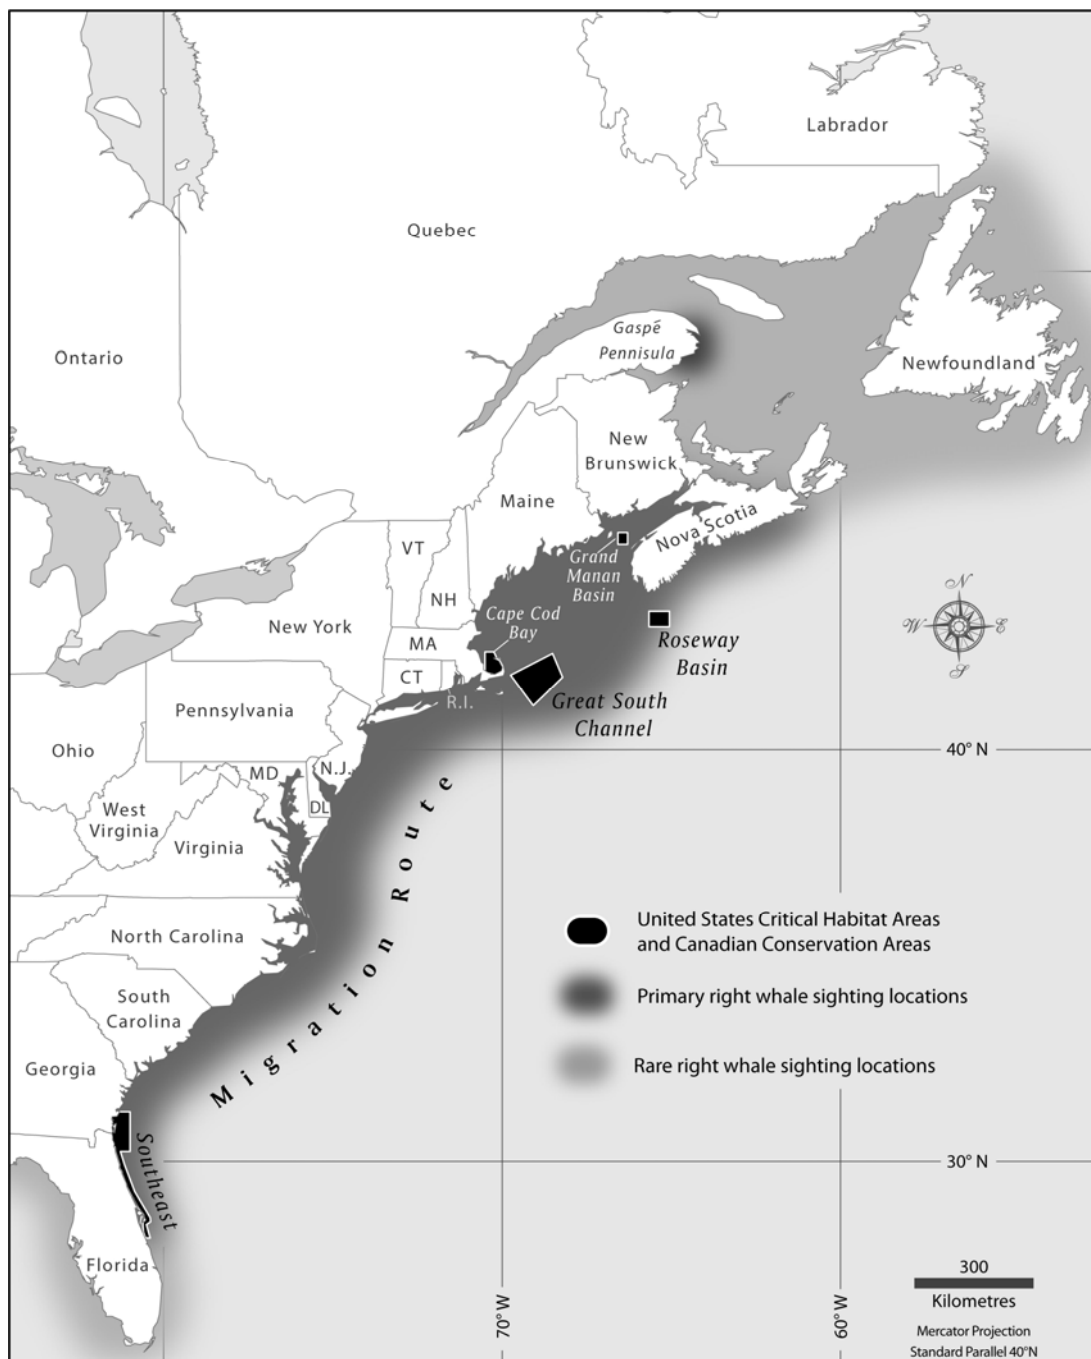 Labrador
Quebec
Gaspé
Pennisula
Ontario
Newfoundland
New
Brunswick
Maine
Nova Scotia
VT
Grand
Manan
Basin
NH
Cape Cod
Bay
New York
MA
Roseway
Basin
CT
R.I.
Great South
Channel
Pennsylvania
Ohio
40° N
MD
N.J.
DL
West
Virginia
Virginia
Migration Route
North Carolina
United States Critical Habitat Areas
and Canadian Conservation Areas
South
Carolina
Primary right whale sighting locations
Georgia
Rare right whale sighting locations
Southeast
30° N
Florida
300
Kilometres
70° W
60° W
Mercator Projection
Standard Parallel 40°N
N
W
E
S